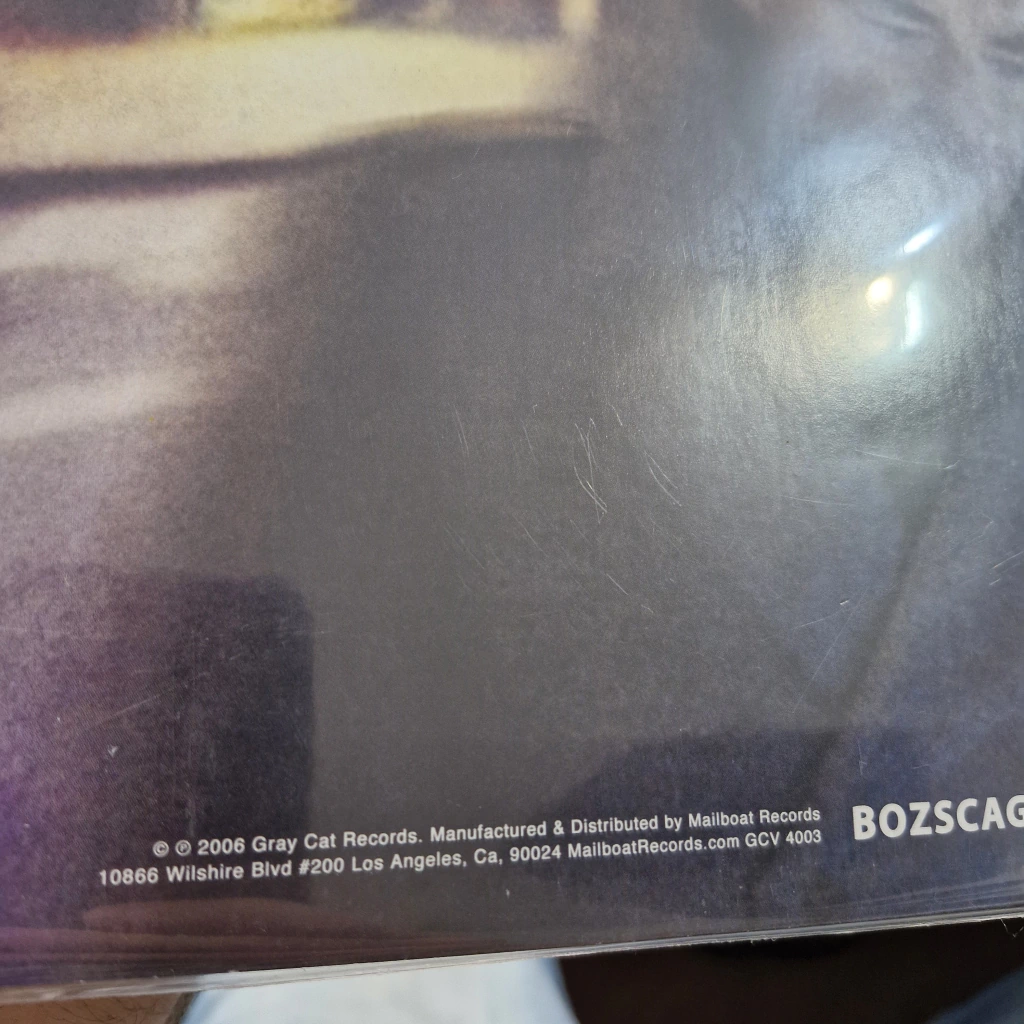 © ℗ 2006 Gray Cat Records. Manufactured & Distributed by Mailboat Records
10866 Wilshire Blvd #200 Los Angeles, Ca, 90024 MailboatRecords.com GCV 4003
BOZSCAG